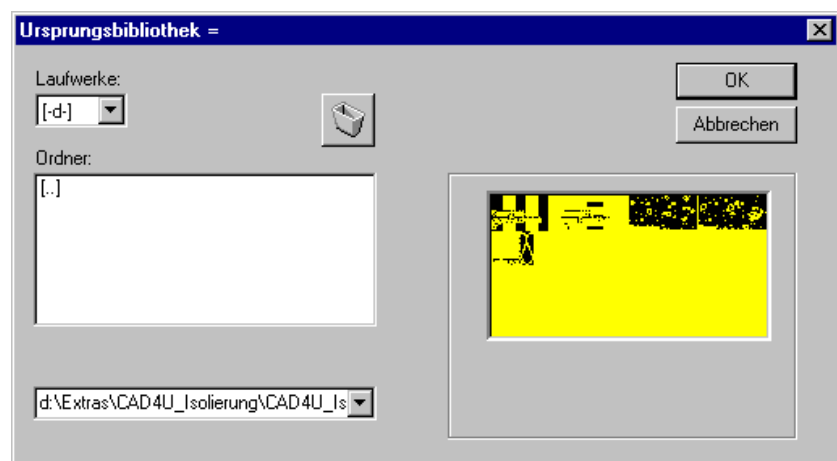 Ursprungsbibliothek =
Laufwerke:
[-d-]
OK
Abbrechen
Ordner:
[..]
d:\Extras\CAD4U_Isolierung\CAD4U_Is